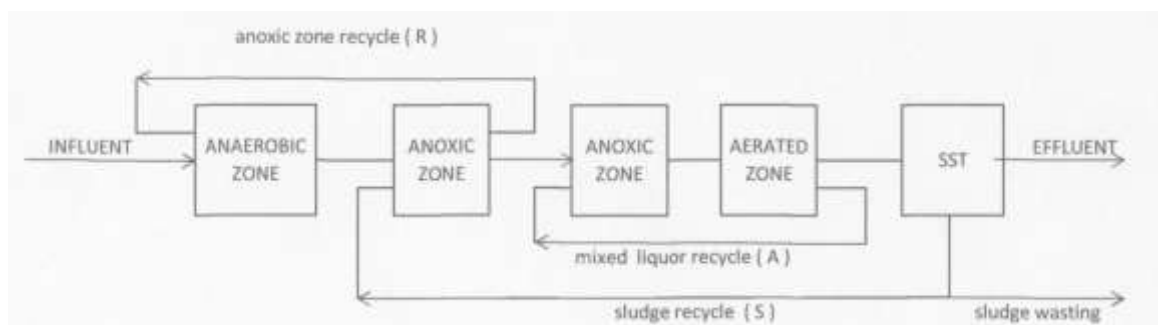 anoxic zone recycle ( R )
INFLUENT
ANAEROBIC
ZONE
ANOXIC
ZONE
ANOXIC
ZONE
AERATED
ZONE
SST
EFFLUENT
mixed liquor recycle ( A )
sludge recycle ( S )
sludge wasting